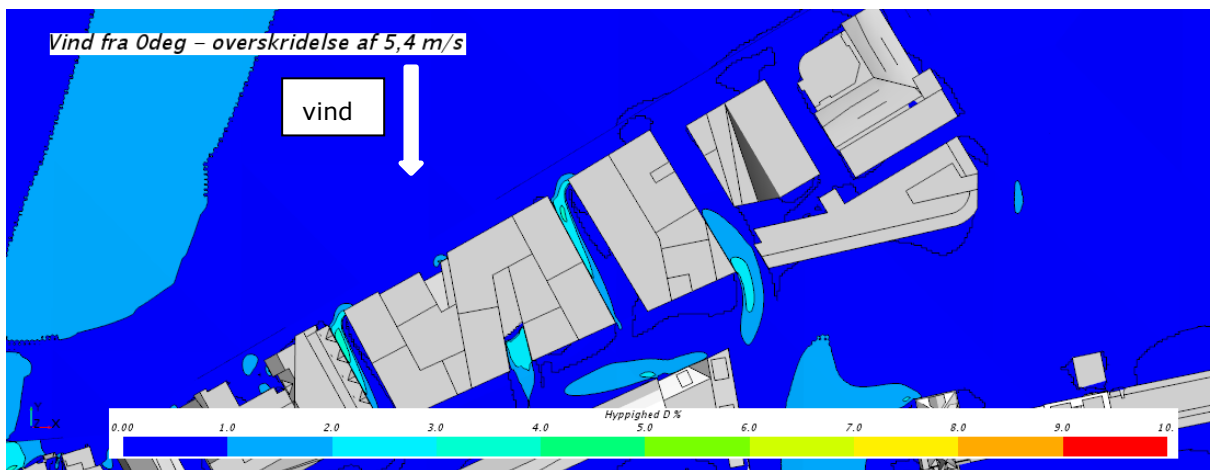 Vind fra 0deg – overskridelse af 5,4 m/s
vind
Y
Z X
Hyppighed D %
0.00 1.0 2.0 3.0 4.0 5.0 6.0 7.0 8.0 9.0 10.